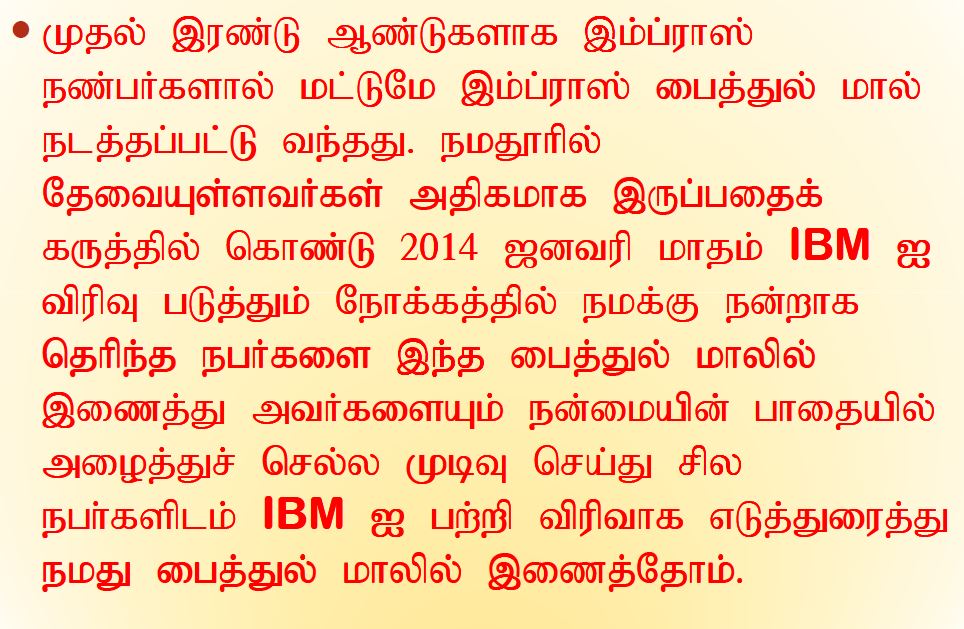 • முதல் இரண்டு ஆண்டுகளாக இம்ப்ராஸ்
நண்பர்களால் மட்டுமே இம்ப்ராஸ் பைத்துல் மால்
நடத்தப்பட்டு வந்தது. நமதூரில்
தேவையுள்ளவர்கள் அதிகமாக இருப்பதைக்
கருத்தில் கொண்டு 2014 ஜனவரி மாதம் IBM ஐ
விரிவு படுத்தும் நோக்கத்தில் நமக்கு நன்றாக
தெரிந்த நபர்களை இந்த பைத்துல் மாலில்
இணைத்து அவர்களையும் நன்மையின் பாதையில்
அழைத்துச் செல்ல முடிவு செய்து சில
நபர்களிடம் IBM ஐ பற்றி விரிவாக எடுத்துரைத்து
நமது பைத்துல் மாலில் இணைத்தோம்.